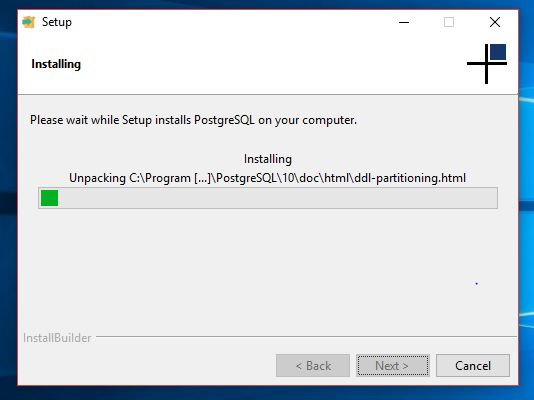 Setup
Installing
Please wait while Setup installs PostgreSQL on your computer.
Installing
Unpacking C:\Program [...]\PostgreSQL\10\doc\html\ddl-partitioning.html
InstallBuilder
< Back
Next >
Cancel